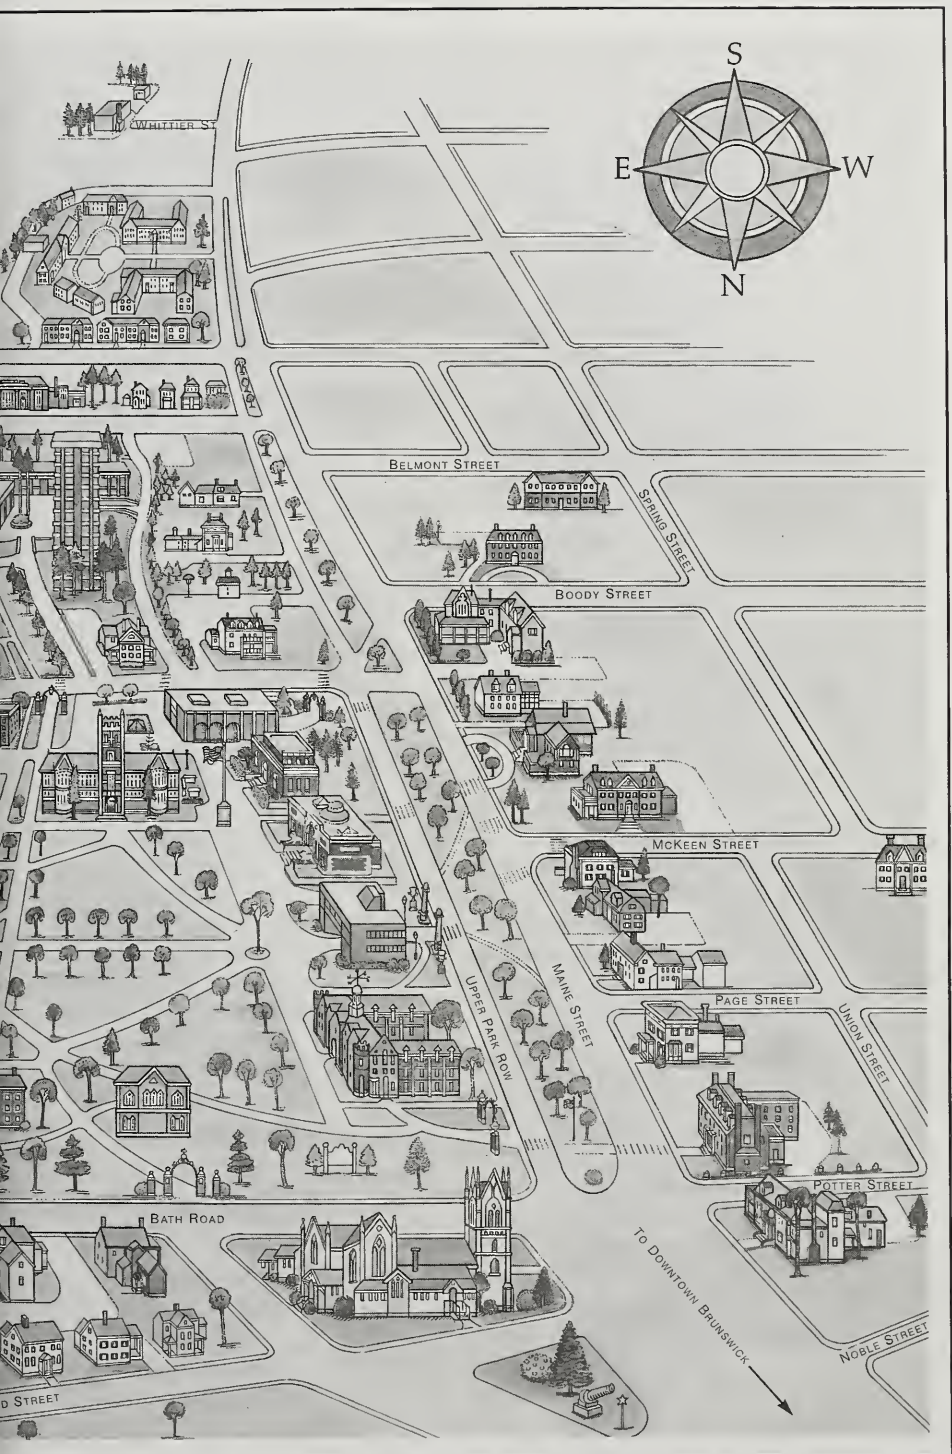 S
WHITTIER ST
E
W
N
BELMONT STREET
SPRING STREET
BOODY STREET
MCKEEN STREET
MAINE STREET
UPPER PARK ROW
PAGE STREET
UNION STREET
POTTER STREET
BATH ROAD
TO DOWNTOWN BRUNSWICK
NOBLE STREET
D STREET